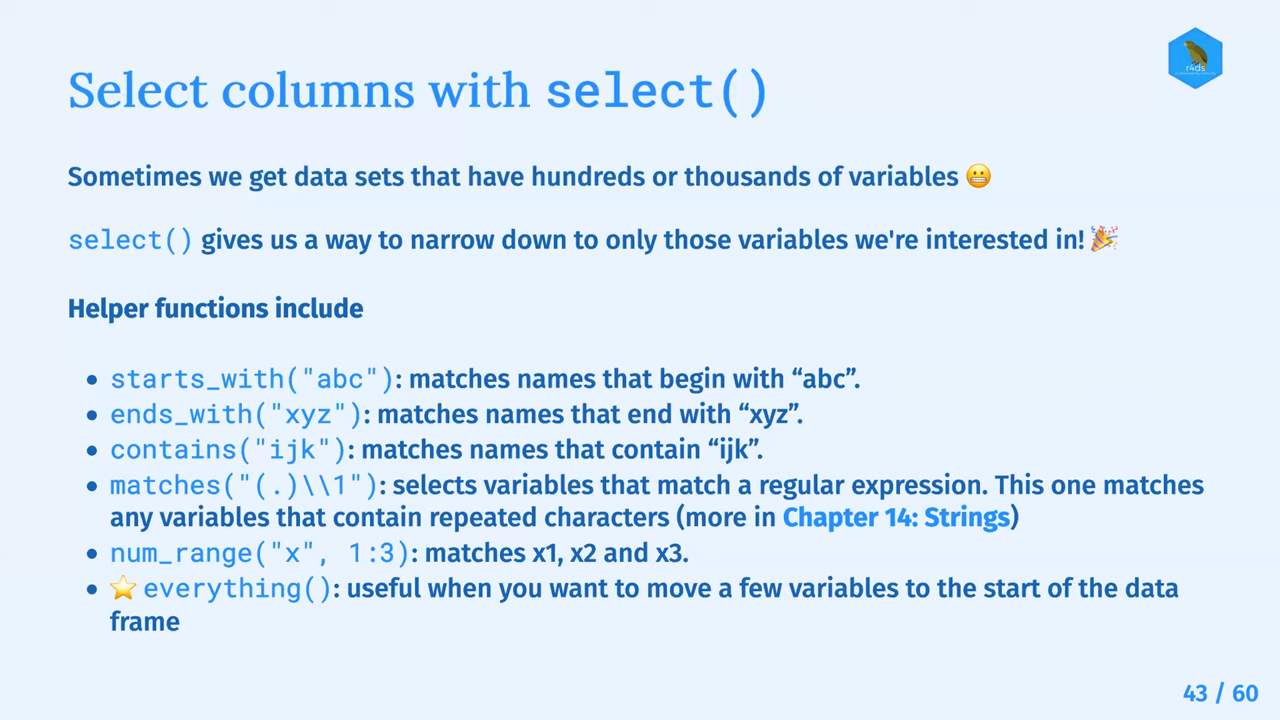 r4ds
Select columns with select()
Sometimes we get data sets that have hundreds or thousands of variables 😬
select() gives us a way to narrow down to only those variables we're interested in! 🎉
Helper functions include
• starts_with("abc"): matches names that begin with “abc”.
• ends_with("xyz"): matches names that end with “xyz”.
• contains("ijk"): matches names that contain “ijk”.
• matches("(.)\\1"): selects variables that match a regular expression. This one matches
any variables that contain repeated characters (more in Chapter 14: Strings)
• num_range("x", 1:3): matches x1, x2 and x3.
• ⭐ everything(): useful when you want to move a few variables to the start of the data
frame
43 / 60